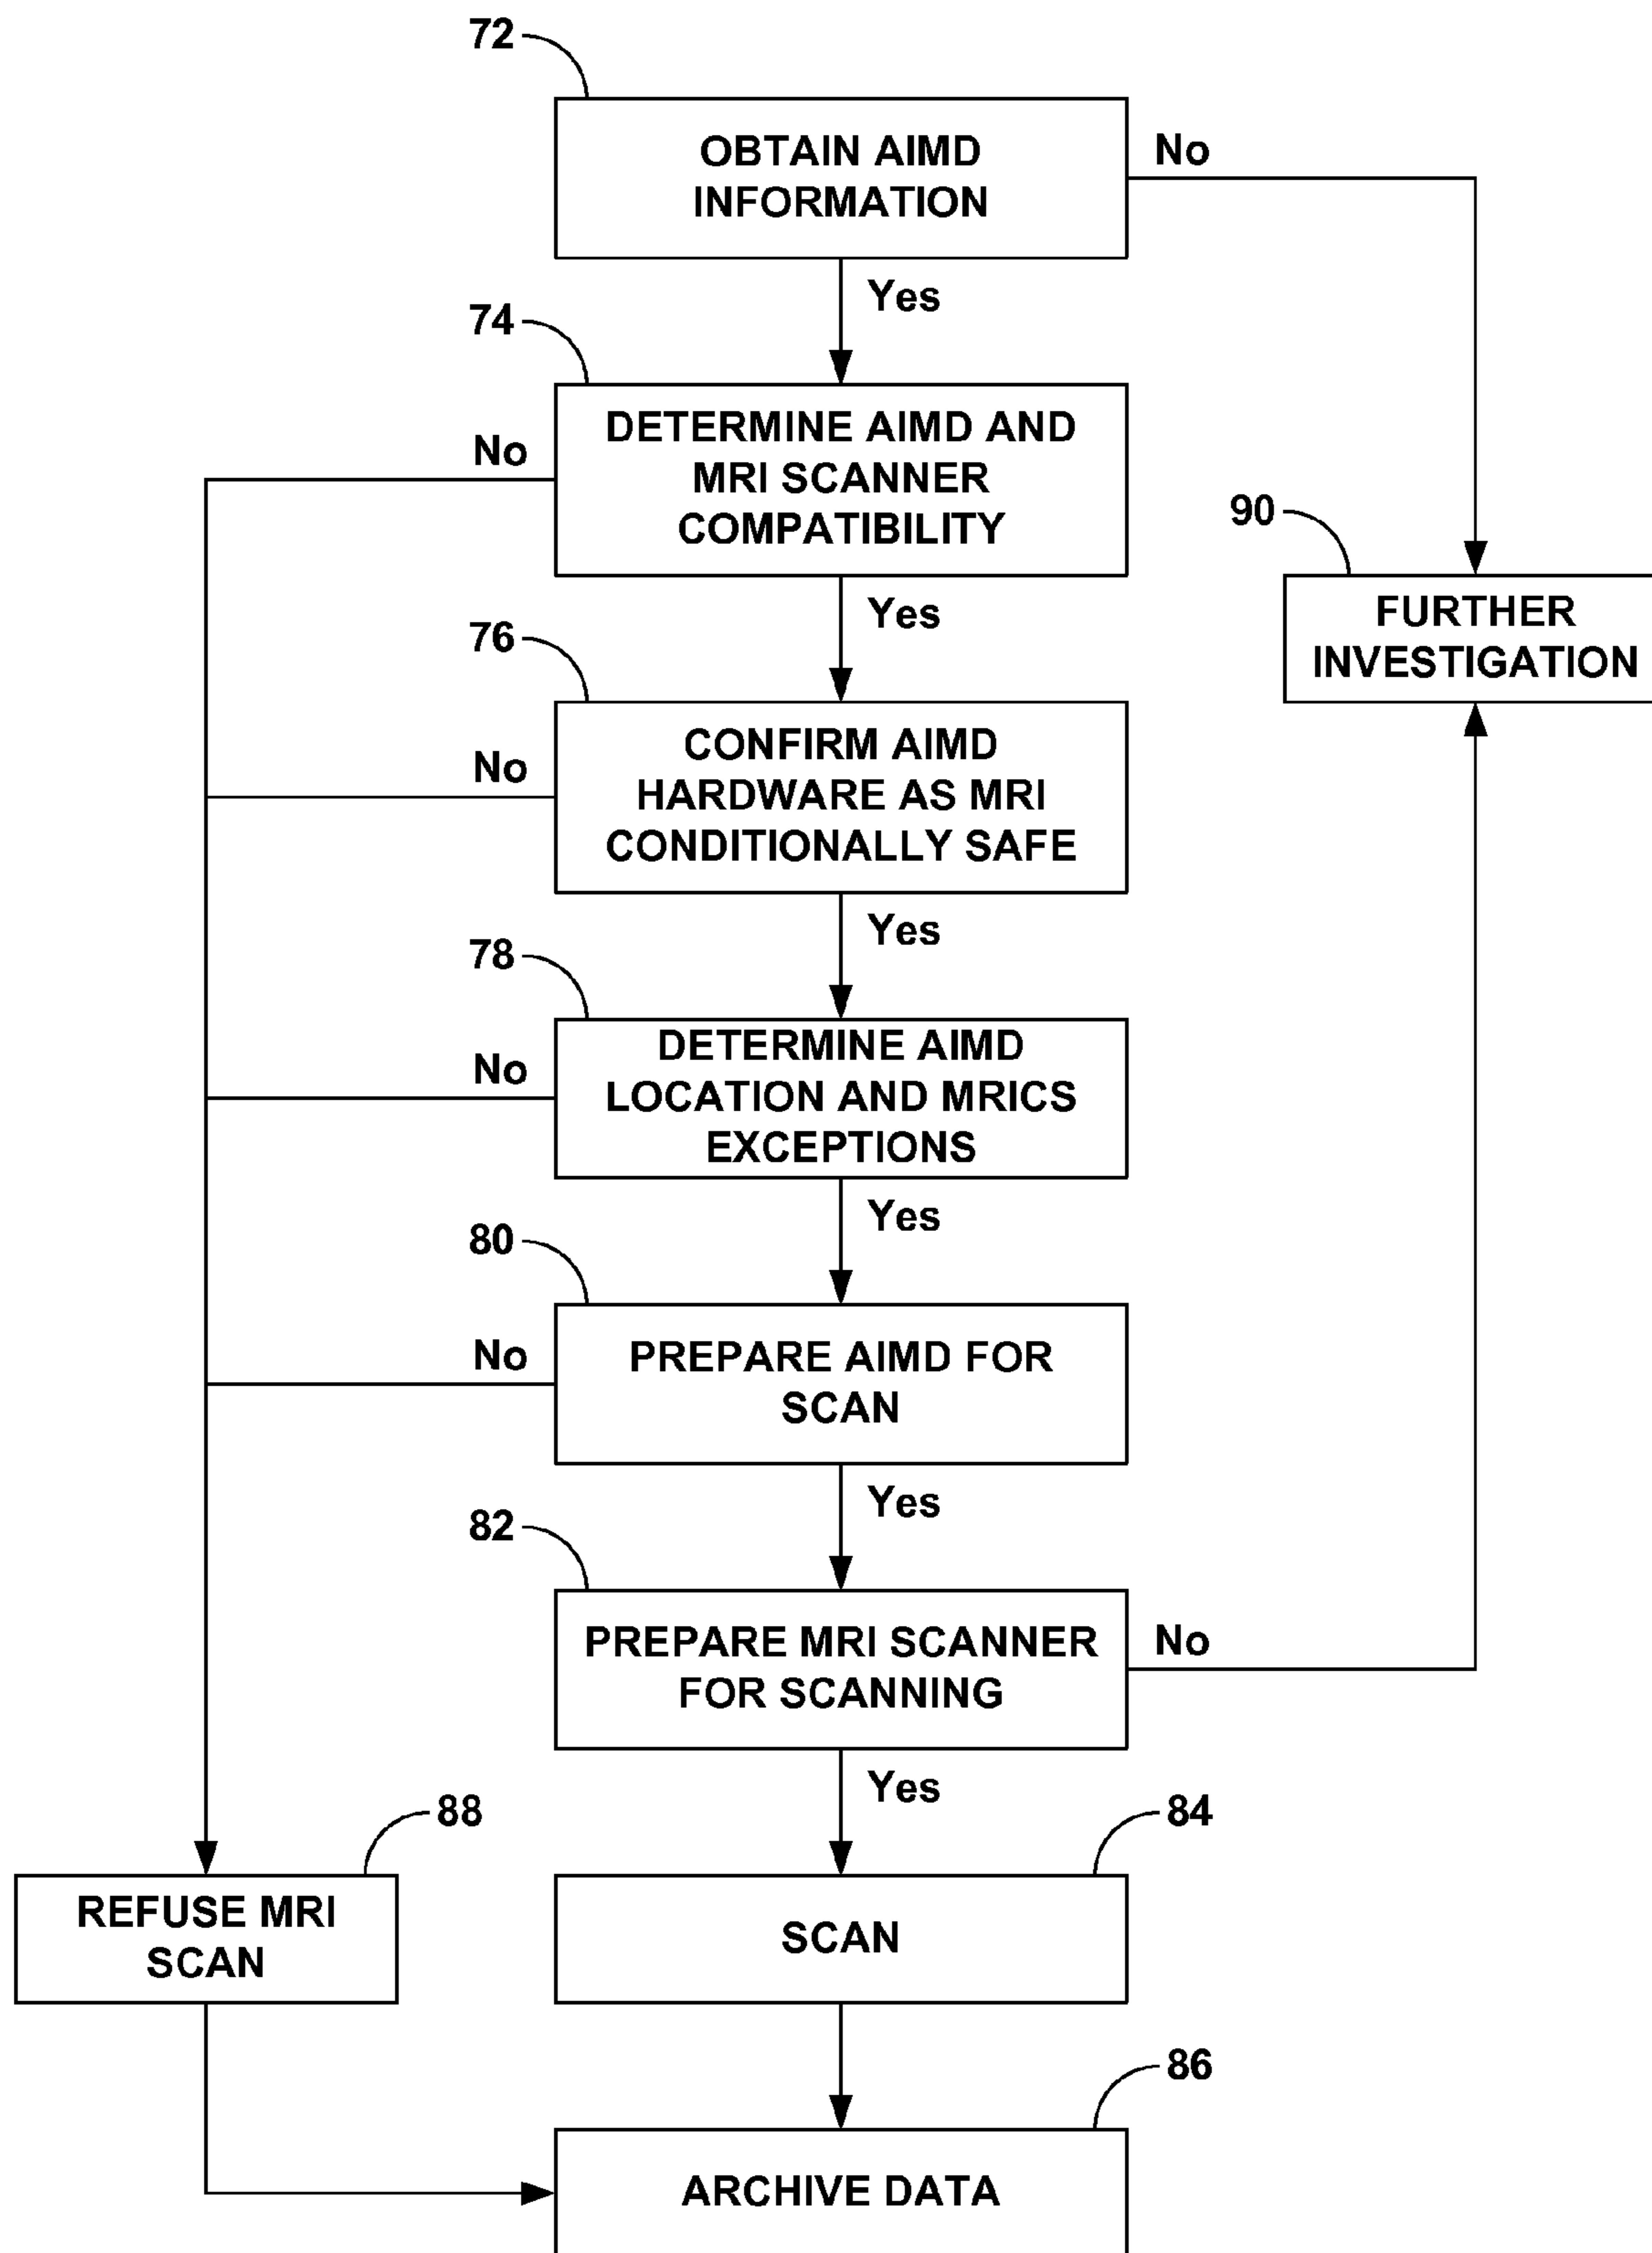 72
OBTAIN AIMD
INFORMATION
No
Yes
74
DETERMINE AIMD AND
MRI SCANNER
COMPATIBILITY
No
90
FURTHER
INVESTIGATION
Yes
76
CONFIRM AIMD
HARDWARE AS MRI
CONDITIONALLY SAFE
No
Yes
78
DETERMINE AIMD
LOCATION AND MRICS
EXCEPTIONS
No
Yes
80
PREPARE AIMD FOR
SCAN
No
Yes
82
PREPARE MRI SCANNER
FOR SCANNING
No
Yes
88
REFUSE MRI
SCAN
84
SCAN
86
ARCHIVE DATA